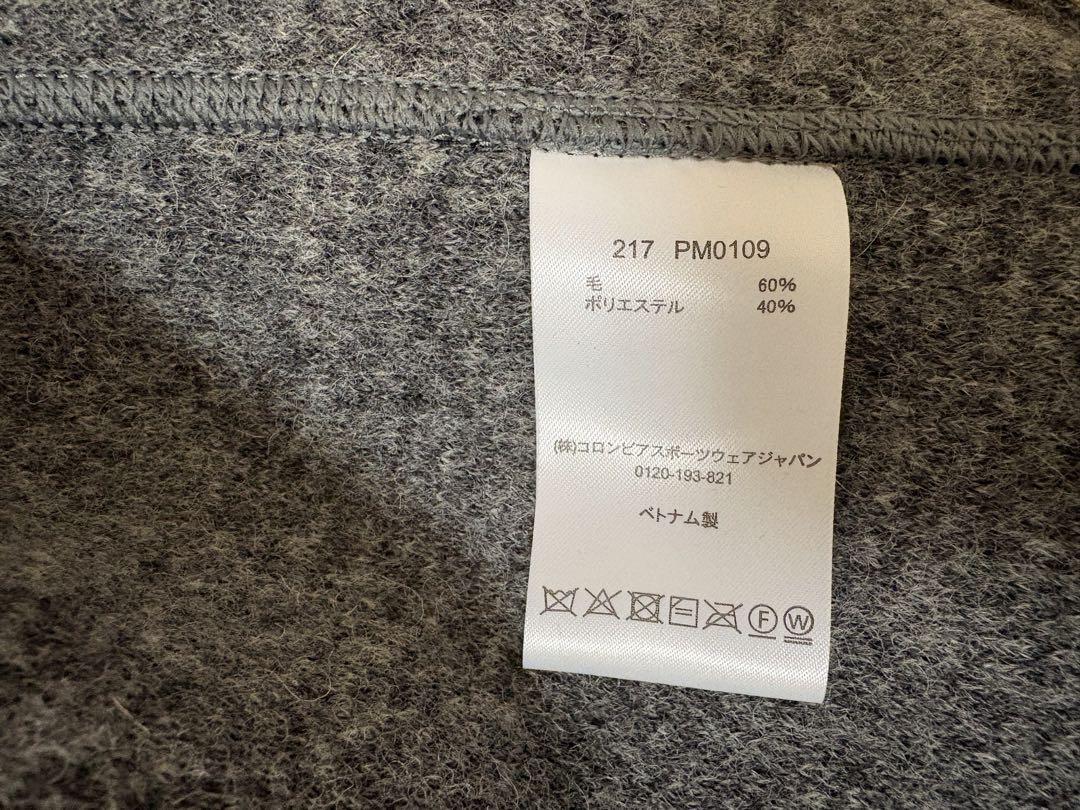 217 PM0109
毛 60%
ポリエステル 40%
(株)コロンビアスポーツウェアジャパン
0120-193-821
ベトナム製
F W